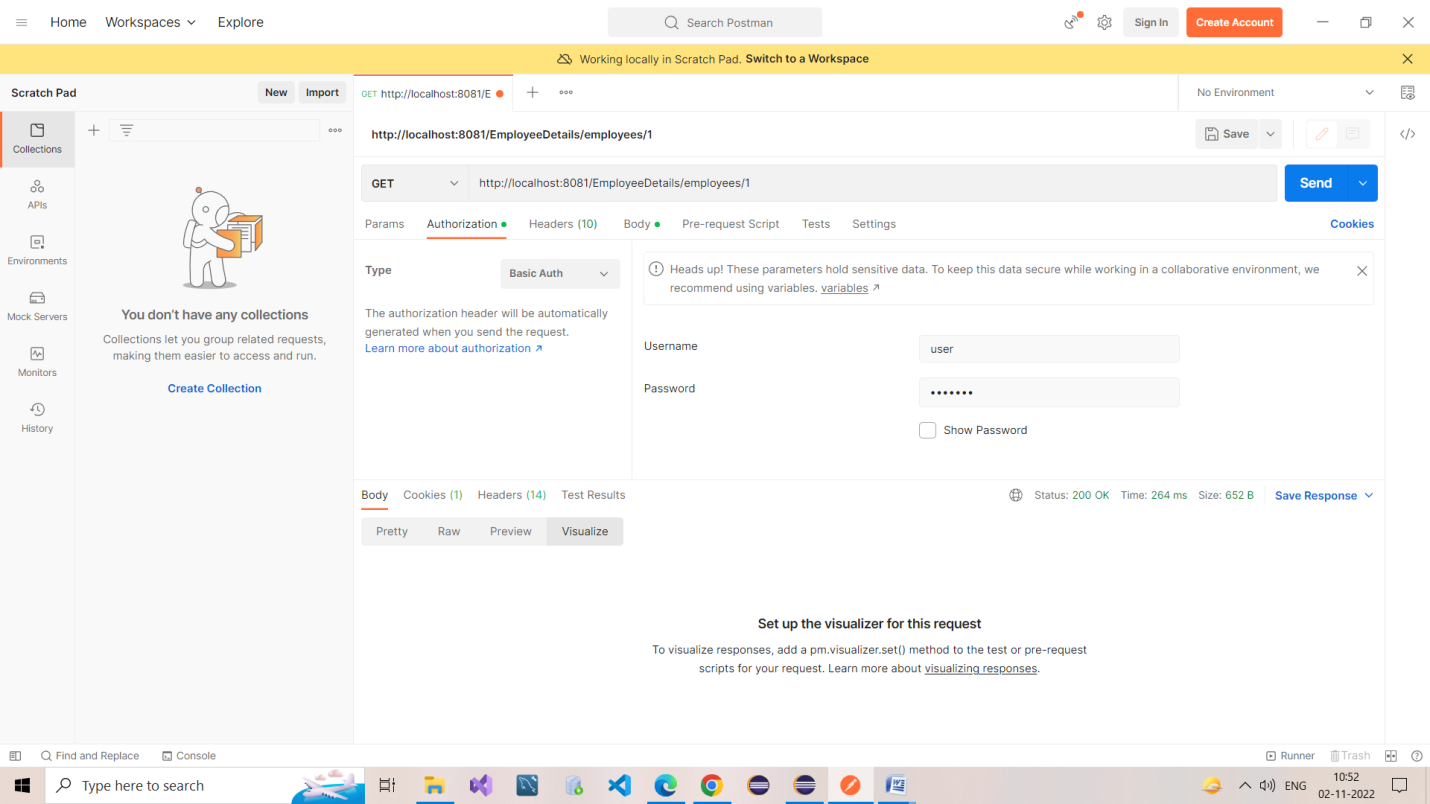 Home
Workspaces
Explore
Search Postman
Sign In
Create Account
Working locally in Scratch Pad. Switch to a Workspace
Scratch Pad
New
Import
GET http://localhost:8081/E
No Environment
Collections
APIs
Environments
Mock Servers
Monitors
History
You don't have any collections
Collections let you group related requests,
making them easier to access and run.
Create Collection
http://localhost:8081/EmployeeDetails/employees/1
Save
GET
http://localhost:8081/EmployeeDetails/employees/1
Send
Params
Authorization
Headers (10)
Body
Pre-request Script
Tests
Settings
Cookies
Type
Basic Auth
The authorization header will be automatically
generated when you send the request.
Learn more about authorization ↗
Heads up! These parameters hold sensitive data. To keep this data secure while working in a collaborative environment, we
recommend using variables. variables ↗
Username
user
Password
•••••••
Show Password
Body
Cookies (1)
Headers (14)
Test Results
Status: 200 OK
Time: 264 ms
Size: 652 B
Save Response
Pretty
Raw
Preview
Visualize
Set up the visualizer for this request
To visualize responses, add a pm.visualizer.set() method to the test or pre-request
scripts for your request. Learn more about visualizing responses.
Find and Replace
Console
Runner
Trash
Type here to search
ENG
10:52
02-11-2022